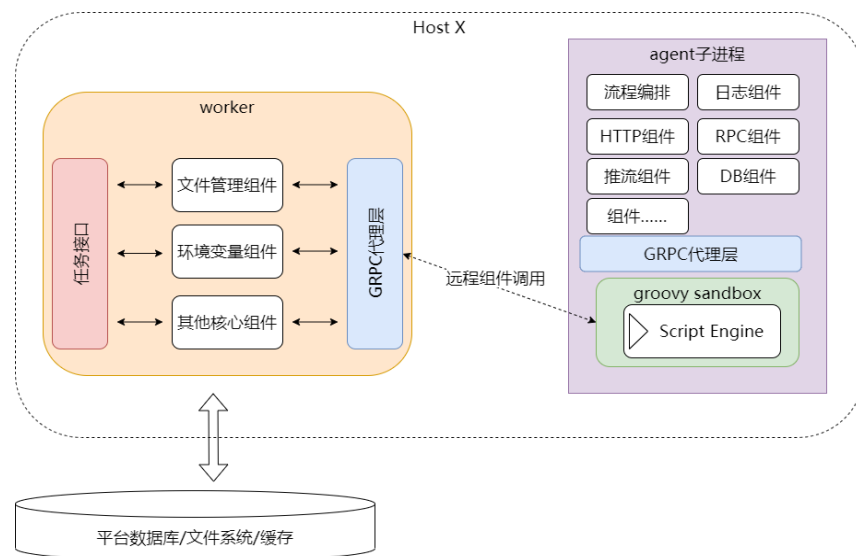 Host X
worker
任务接口
文件管理组件
环境变量组件
其他核心组件
GRPC代理层
远程组件调用
agent子进程
流程编排
日志组件
HTTP组件
RPC组件
推流组件
DB组件
组件......
GRPC代理层
groovy sandbox
Script Engine
平台数据库/文件系统/缓存